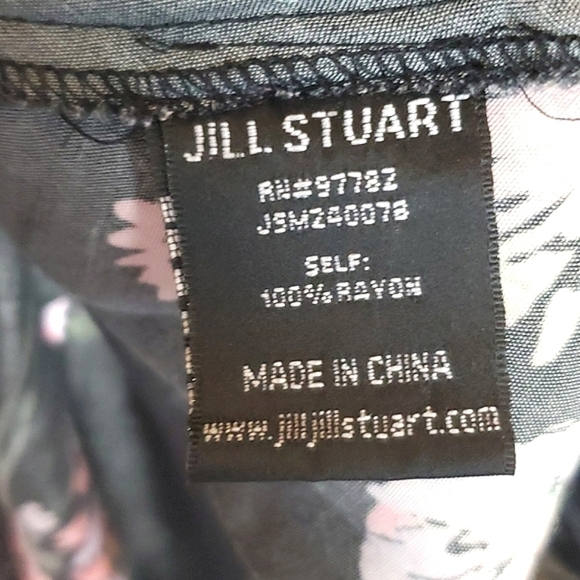 JILL STUART
RN#97782
JSMZ40078
SELF:
100% RAYON
MADE IN CHINA
www.jilljillstuart.com